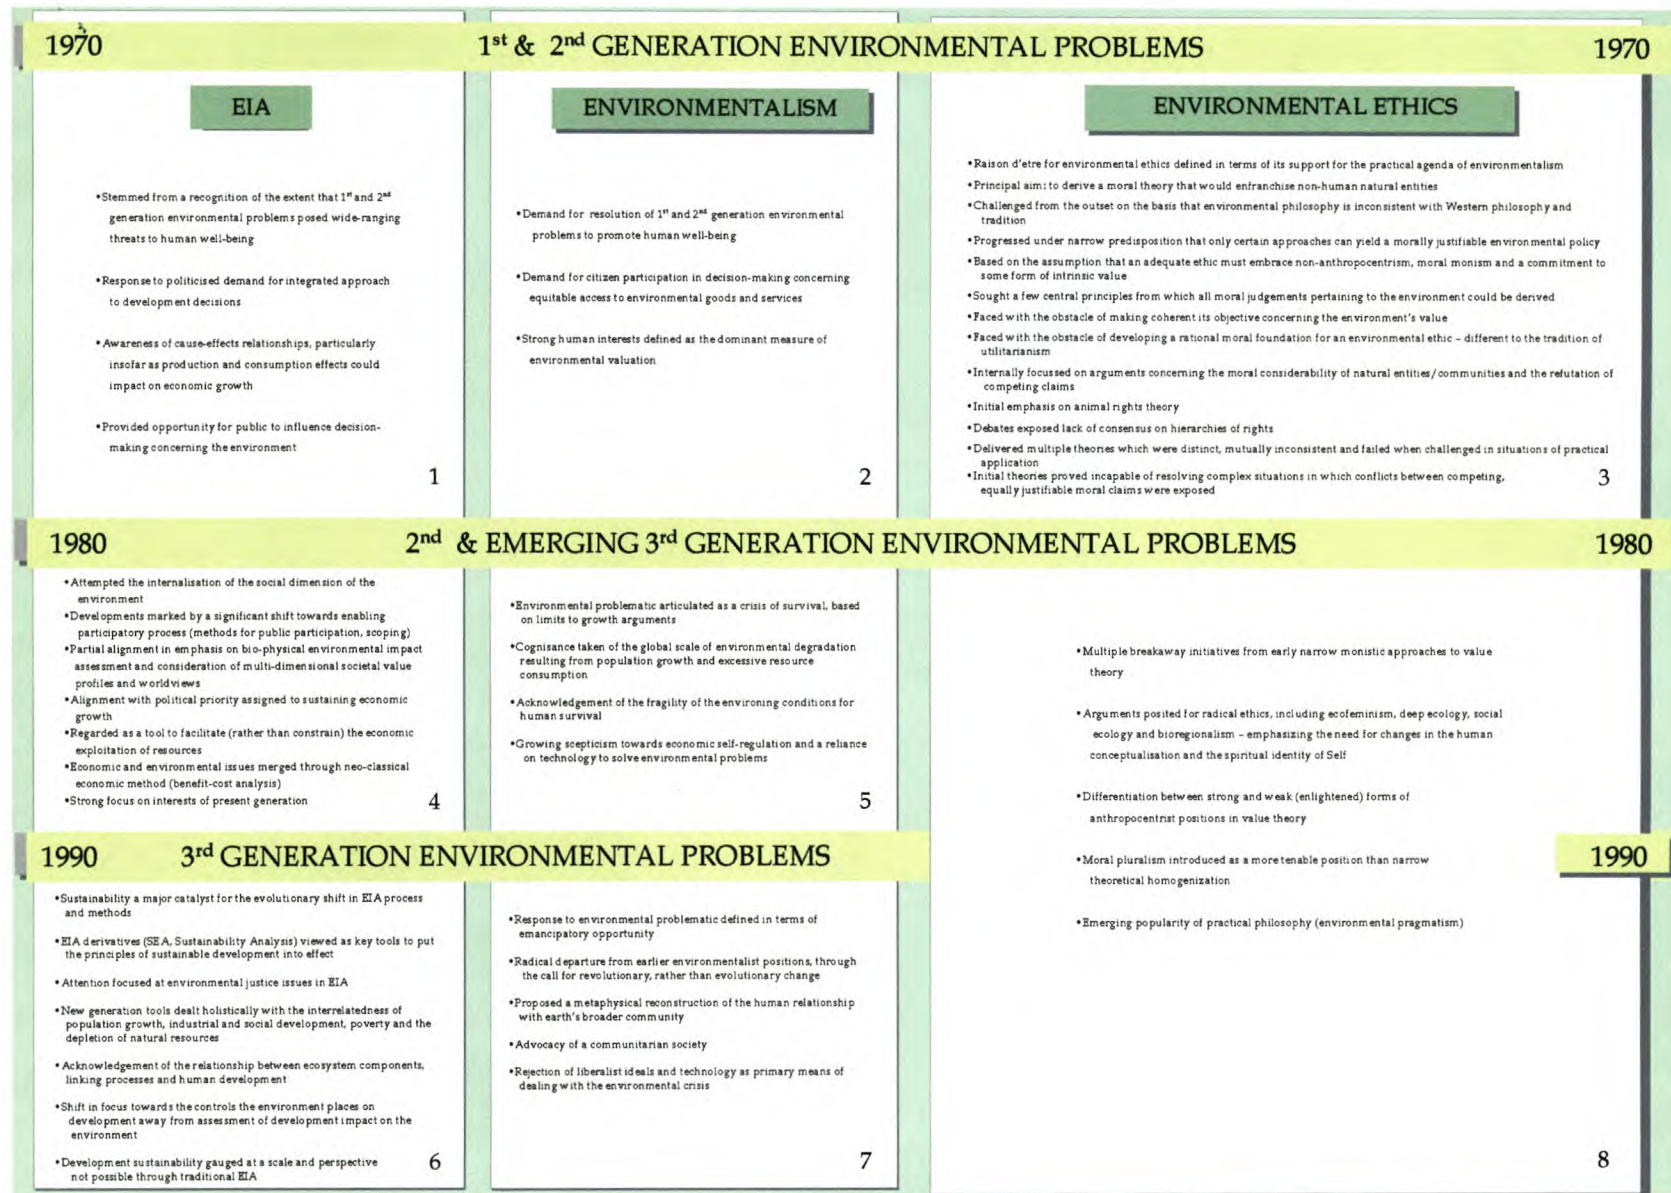 1970
1st & 2nd GENERATION ENVIRONMENTAL PROBLEMS
1970
EIA
•Stemmed from a recognition of the extent that 1st and 2nd
generation environmental problems posed wide-ranging
threats to human well-being
•Response to politicised demand for integrated approach
to development decisions
•Awareness of cause-effects relationships, particularly
insofar as production and consumption effects could
impact on economic growth
•Provided opportunity for public to influence decision-
making concerning the environment
1
ENVIRONMENTALISM
•Demand for resolution of 1st and 2nd generation environmental
problems to promote human well-being
•Demand for citizen participation in decision-making concerning
equitable access to environmental goods and services
•Strong human interests defined as the dominant measure of
environmental valuation
2
ENVIRONMENTAL ETHICS
•Raison d'etre for environmental ethics defined in terms of its support for the practical agenda of environmentalism
•Principal aim: to derive a moral theory that would enfranchise non-human natural entities
•Challenged from the outset on the basis that environmental philosophy is inconsistent with Western philosophy and
tradition
•Progressed under narrow predisposition that only certain approaches can yield a morally justifiable environmental policy
•Based on the assumption that an adequate ethic must embrace non-anthropocentrism, moral monism and a commitment to
some form of intrinsic value
•Sought a few central principles from which all moral judgements pertaining to the environment could be derived
•Faced with the obstacle of making coherent its objective concerning the environment's value
•Faced with the obstacle of developing a rational moral foundation for an environmental ethic – different to the tradition of
utilitarianism
•Internally focussed on arguments concerning the moral considerability of natural entities/communities and the refutation of
competing claims
•Initial emphasis on animal rights theory
•Debates exposed lack of consensus on hierarchies of rights
•Delivered multiple theories which were distinct, mutually inconsistent and failed when challenged in situations of practical
application
•Initial theories proved incapable of resolving complex situations in which conflicts between competing,
equally justifiable moral claims were exposed
3
1980
2nd & EMERGING 3rd GENERATION ENVIRONMENTAL PROBLEMS
1980
•Attempted the internalisation of the social dimension of the
environment
•Developments marked by a significant shift towards enabling
participatory process (methods for public participation, scoping)
•Partial alignment in emphasis on bio-physical environmental impact
assessment and consideration of multi-dimensional societal value
profiles and worldviews
•Alignment with political priority assigned to sustaining economic
growth
•Regarded as a tool to facilitate (rather than constrain) the economic
exploitation of resources
•Economic and environmental issues merged through neo-classical
economic method (benefit-cost analysis)
•Strong focus on interests of present generation
4
•Environmental problematic articulated as a crisis of survival, based
on limits to growth arguments
•Cognisance taken of the global scale of environmental degradation
resulting from population growth and excessive resource
consumption
•Acknowledgement of the fragility of the environing conditions for
human survival
•Growing scepticism towards economic self-regulation and a reliance
on technology to solve environmental problems
5
•Multiple breakaway initiatives from early narrow monistic approaches to value
theory
•Arguments posited for radical ethics, including ecofeminism, deep ecology, social
ecology and bioregionalism – emphasizing the need for changes in the human
conceptualisation and the spiritual identity of Self
•Differentiation between strong and weak (enlightened) forms of
anthropocentrist positions in value theory
•Moral pluralism introduced as a more tenable position than narrow
theoretical homogenization
•Emerging popularity of practical philosophy (environmental pragmatism)
8
1990
3rd GENERATION ENVIRONMENTAL PROBLEMS
1990
•Sustainability a major catalyst for the evolutionary shift in EIA process
and methods
•EIA derivatives (SEA, Sustainability Analysis) viewed as key tools to put
the principles of sustainable development into effect
•Attention focused at environmental justice issues in EIA
•New generation tools dealt holistically with the interrelatedness of
population growth, industrial and social development, poverty and the
depletion of natural resources
•Acknowledgement of the relationship between ecosystem components,
linking processes and human development
•Shift in focus towards the controls the environment places on
development away from assessment of development impact on the
environment
•Development sustainability gauged at a scale and perspective
not possible through traditional EIA
6
•Response to environmental problematic defined in terms of
emancipatory opportunity
•Radical departure from earlier environmentalist positions, through
the call for revolutionary, rather than evolutionary change
•Proposed a metaphysical reconstruction of the human relationship
with earth's broader community
•Advocacy of a communitarian society
•Rejection of liberalist ideals and technology as primary means of
dealing with the environmental crisis
7